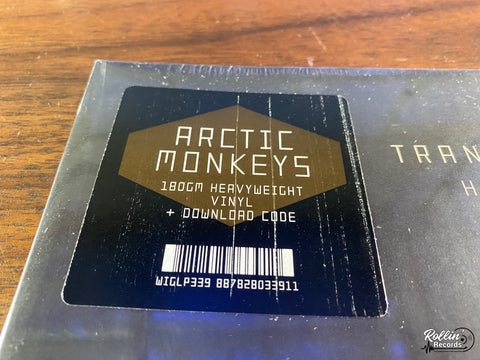 ARCTIC
MONKEYS
180GM HEAVYWEIGHT
VINYL
+ DOWNLOAD CODE
WIGLP339 887828033911
TRAN
H
Rollin
Records